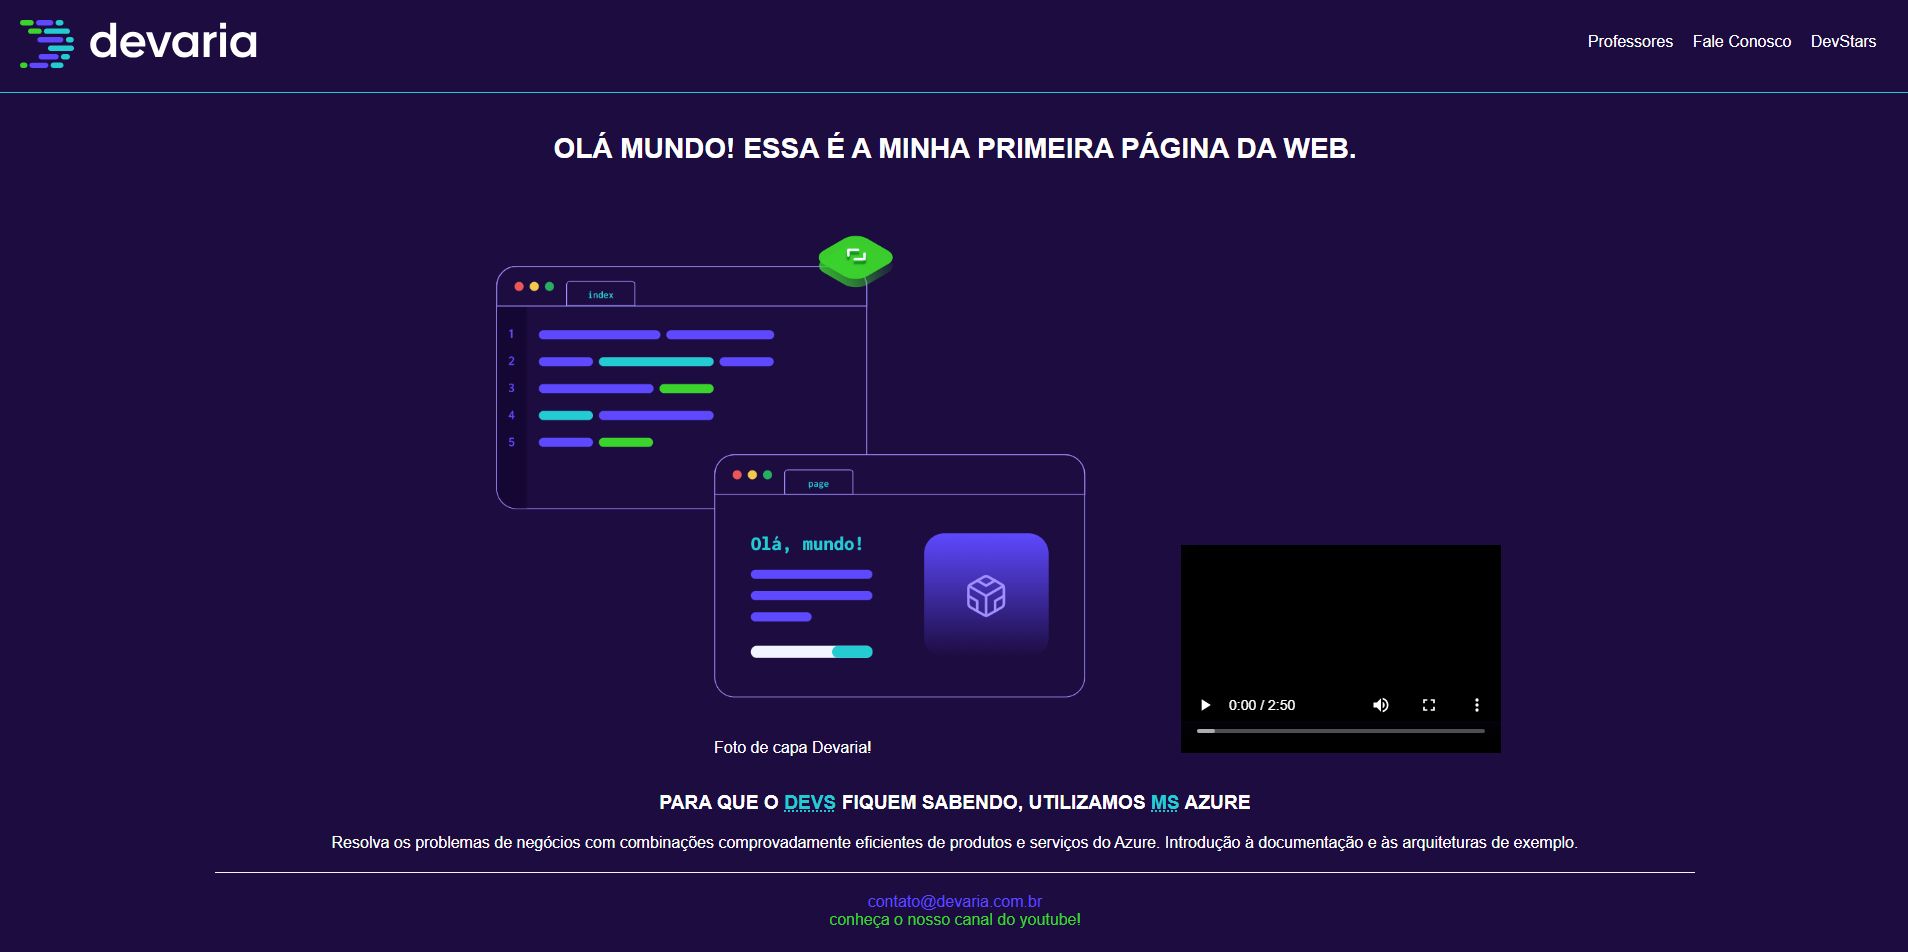 devaria
Professores Fale Conosco DevStars
OLÁ MUNDO! ESSA É A MINHA PRIMEIRA PÁGINA DA WEB.
index
1
2
3
4
5
page
Olá, mundo!
0:00 / 2:50
Foto de capa Devaria!
PARA QUE O DEVS FIQUEM SABENDO, UTILIZAMOS MS AZURE
Resolva os problemas de negócios com combinações comprovadamente eficientes de produtos e serviços do Azure. Introdução à documentação e às arquiteturas de exemplo.
contato@devaria.com.br
conheça o nosso canal do youtube!